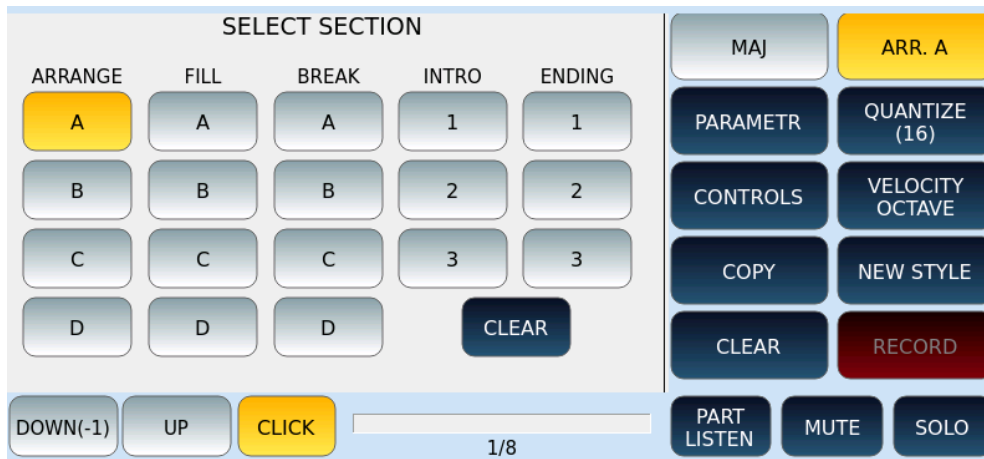 SELECT SECTION
ARRANGE FILL BREAK INTRO ENDING
A A A 1 1
B B B 2 2
C C C 3 3
D D D CLEAR
MAJ ARR. A
PARAMETR QUANTIZE
(16)
CONTROLS VELOCITY
OCTAVE
COPY NEW STYLE
CLEAR RECORD
DOWN(-1) UP CLICK
1/8
PART
LISTEN MUTE SOLO